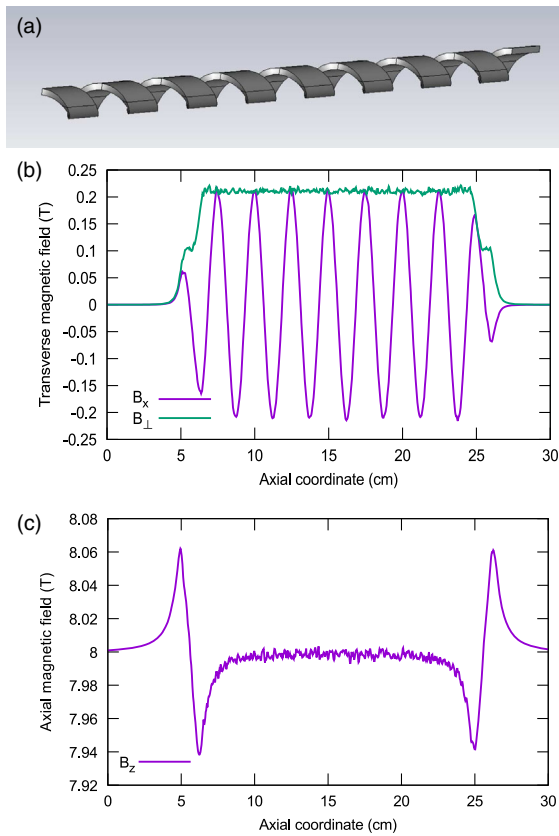 (a)
(b)
0.25
0.2
0.15
0.1
0.05
0
-0.05
-0.1
-0.15
-0.2
-0.25
Transverse magnetic field (T)
Bx
B⊥
0 5 10 15 20 25 30
Axial coordinate (cm)
(c)
8.08
8.06
8.04
8.02
8
7.98
7.96
7.94
7.92
Axial magnetic field (T)
Bz
0 5 10 15 20 25 30
Axial coordinate (cm)